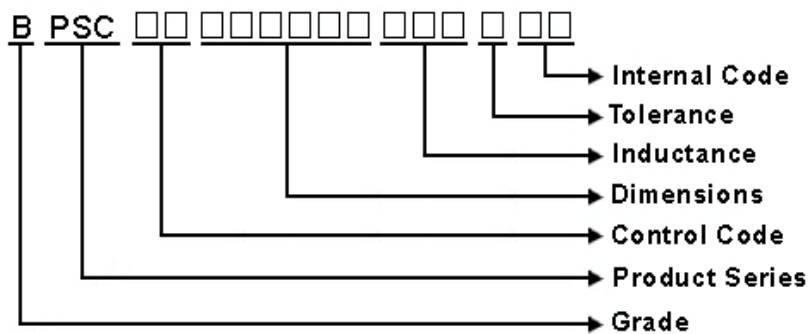 B PSC □□ □□□□□□ □□□ □ □□
Internal Code
Tolerance
Inductance
Dimensions
Control Code
Product Series
Grade